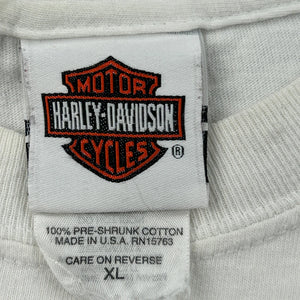 MOTOR
HARLEY-DAVIDSON
CYCLES
®
100% PRE-SHRUNK COTTON
MADE IN U.S.A. RN15763
CARE ON REVERSE
XL